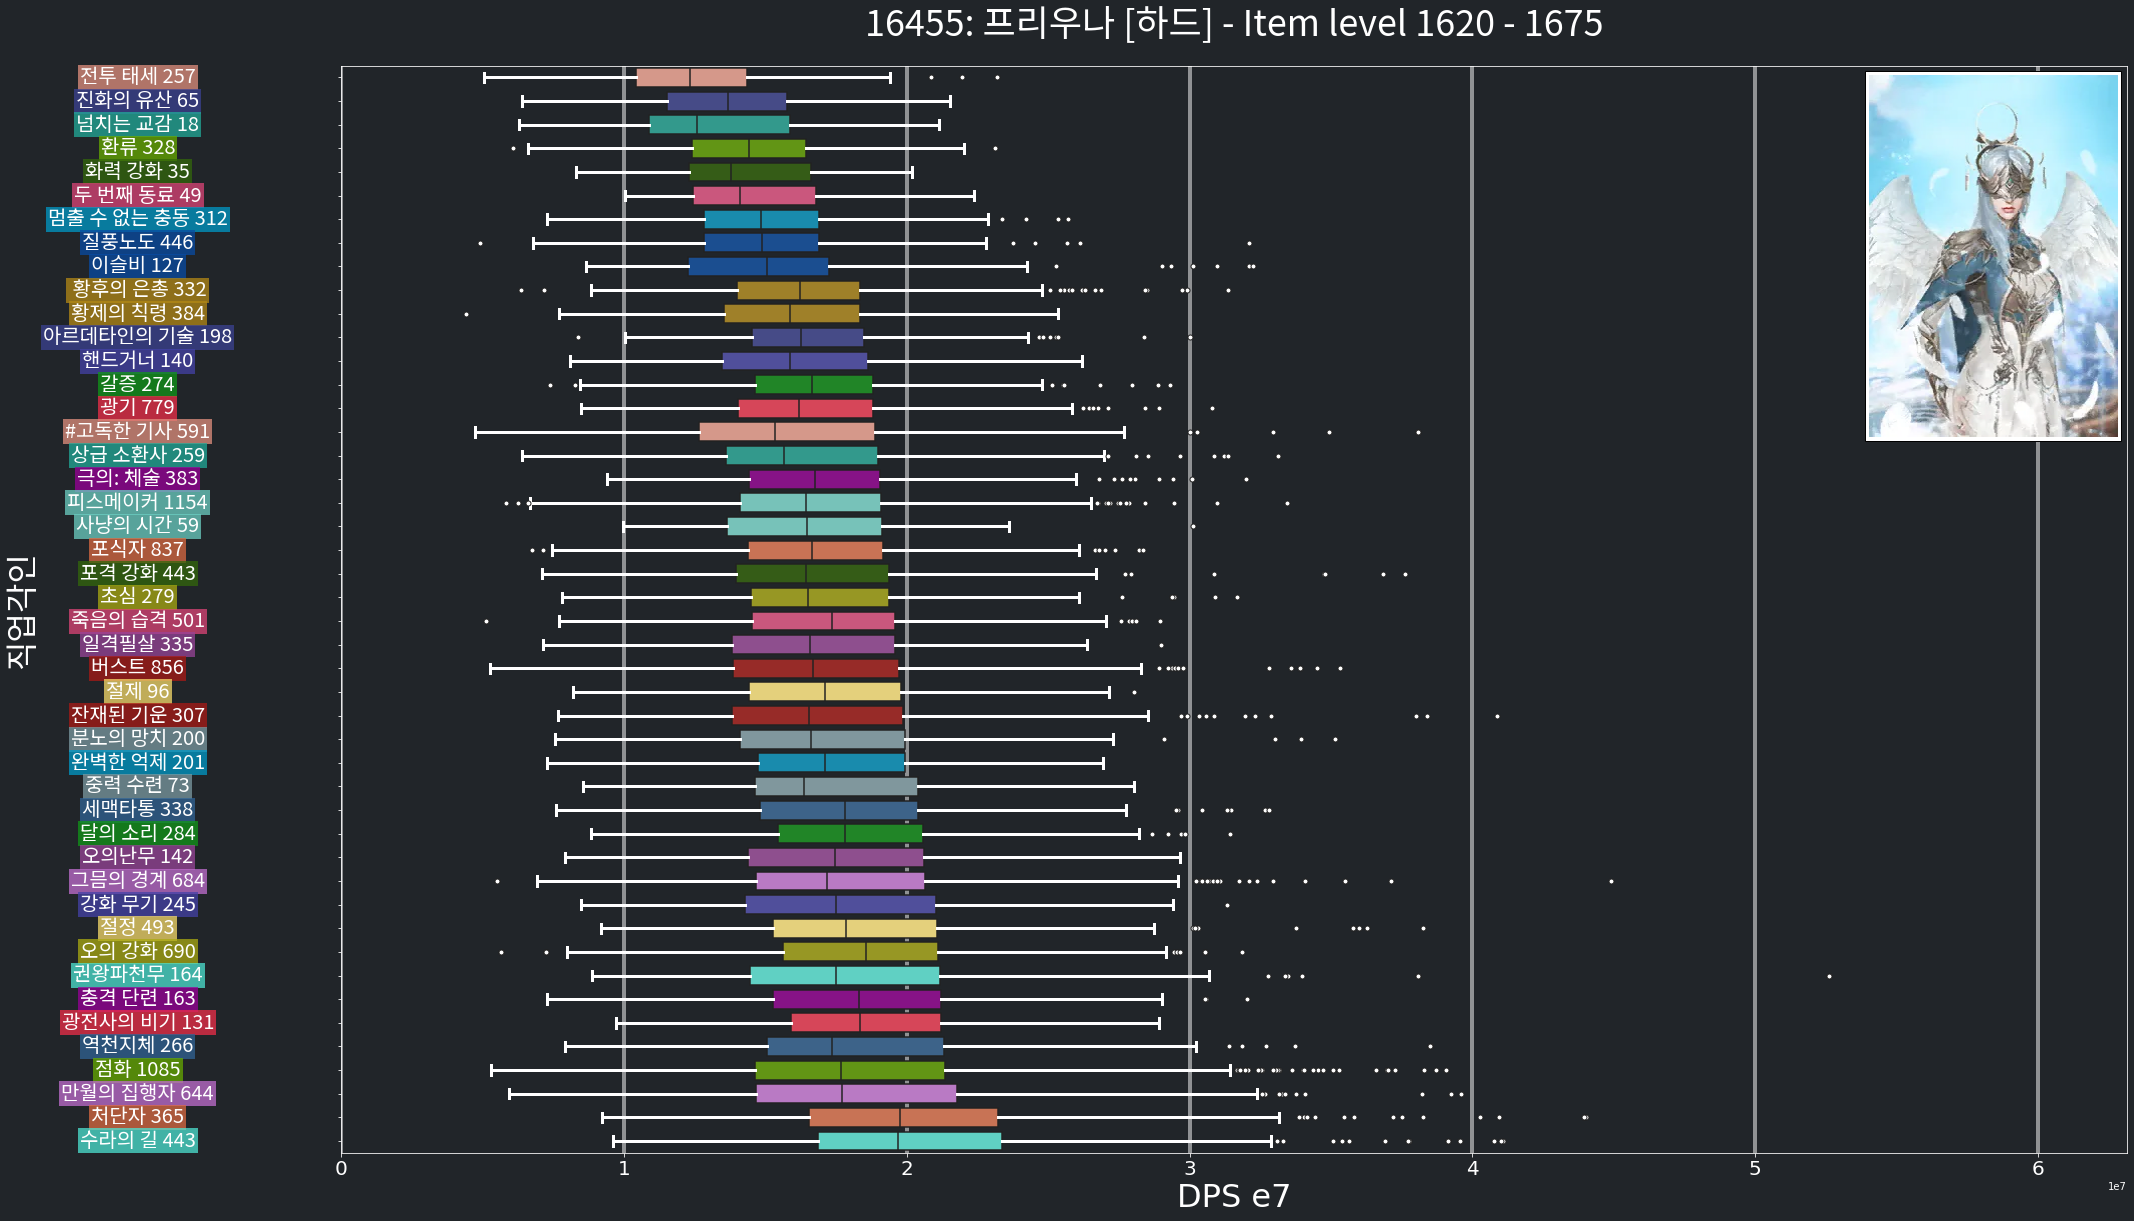 16455: 프리우나 [하드] - Item level 1620 - 1675
전투 태세 257
진화의 유산 65
넘치는 교감 18
환류 328
화력 강화 35
두 번째 동료 49
멈출 수 없는 충동 312
질풍노도 446
이슬비 127
황후의 은총 332
황제의 칙령 384
아르데타인의 기술 198
핸드거너 140
갈증 274
광기 779
#고독한 기사 591
상급 소환사 259
극의: 체술 383
피스메이커 1154
사냥의 시간 59
포식자 837
포격 강화 443
초심 279
죽음의 습격 501
일격필살 335
버스트 856
절제 96
잔재된 기운 307
분노의 망치 200
완벽한 억제 201
중력 수련 73
세맥타통 338
달의 소리 284
오의난무 142
그믐의 경계 684
강화 무기 245
절정 493
오의 강화 690
권왕파천무 164
충격 단련 163
광전사의 비기 131
역천지체 266
점화 1085
만월의 집행자 644
처단자 365
수라의 길 443
직업각인
0 1 2 3 4 5 6
DPS e7
1e7